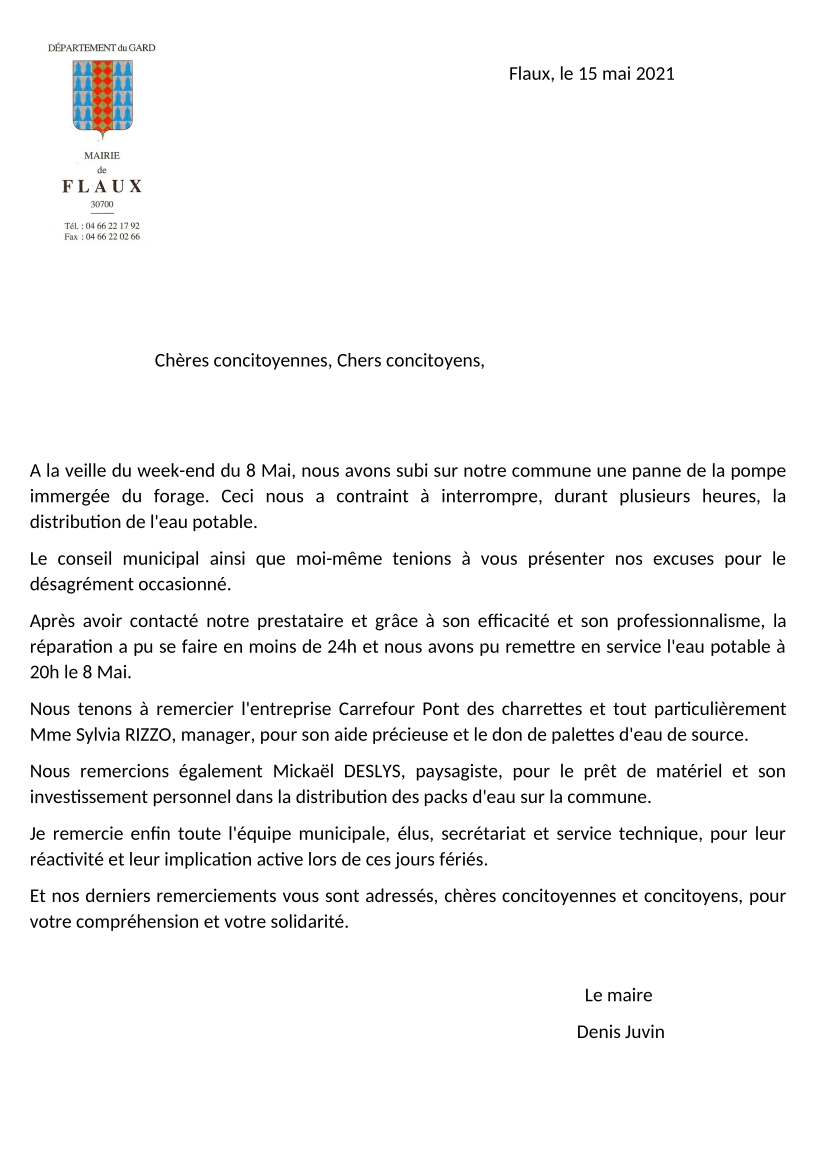 DÉPARTEMENT du GARD
Flaux, le 15 mai 2021
MAIRIE
de
FLAUX
30700
Tél. : 04 66 22 17 92
Fax : 04 66 22 02 66
Chères concitoyennes, Chers concitoyens,
A la veille du week-end du 8 Mai, nous avons subi sur notre commune une panne de la pompe
immergée du forage. Ceci nous a contraint à interrompre, durant plusieurs heures, la
distribution de l'eau potable.
Le conseil municipal ainsi que moi-même tenions à vous présenter nos excuses pour le
désagrément occasionné.
Après avoir contacté notre prestataire et grâce à son efficacité et son professionnalisme, la
réparation a pu se faire en moins de 24h et nous avons pu remettre en service l'eau potable à
20h le 8 Mai.
Nous tenons à remercier l'entreprise Carrefour Pont des charrettes et tout particulièrement
Mme Sylvia RIZZO, manager, pour son aide précieuse et le don de palettes d'eau de source.
Nous remercions également Mickaël DESLYS, paysagiste, pour le prêt de matériel et son
investissement personnel dans la distribution des packs d'eau sur la commune.
Je remercie enfin toute l'équipe municipale, élus, secrétariat et service technique, pour leur
réactivité et leur implication active lors de ces jours fériés.
Et nos derniers remerciements vous sont adressés, chères concitoyennes et concitoyens, pour
votre compréhension et votre solidarité.
Le maire
Denis Juvin